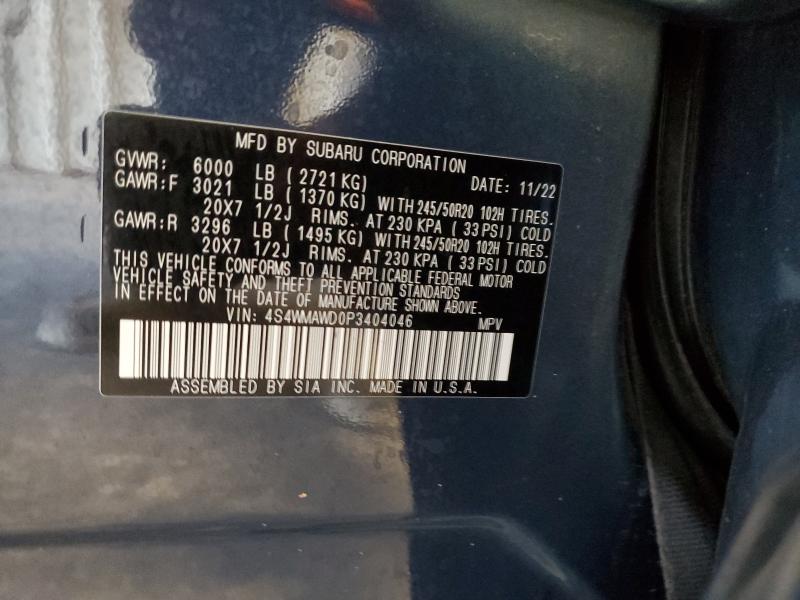 MFD BY SUBARU CORPORATION
GVWR: 6000 LB ( 2721 KG) DATE: 11/22
GAWR:F 3021 LB ( 1370 KG) WITH 245/50R20 102H TIRES.
20X7 1/2J RIMS. AT 230 KPA ( 33 PSI) COLD
GAWR:R 3296 LB ( 1495 KG) WITH 245/50R20 102H TIRES.
20X7 1/2J RIMS. AT 230 KPA ( 33 PSI) COLD
THIS VEHICLE CONFORMS TO ALL APPLICABLE FEDERAL MOTOR
VEHICLE SAFETY AND THEFT PREVENTION STANDARDS
IN EFFECT ON THE DATE OF MANUFACTURE SHOWN ABOVE.
VIN: 4S4WMAWD0P3404046 MPV
ASSEMBLED BY SIA INC. MADE IN U.S.A.